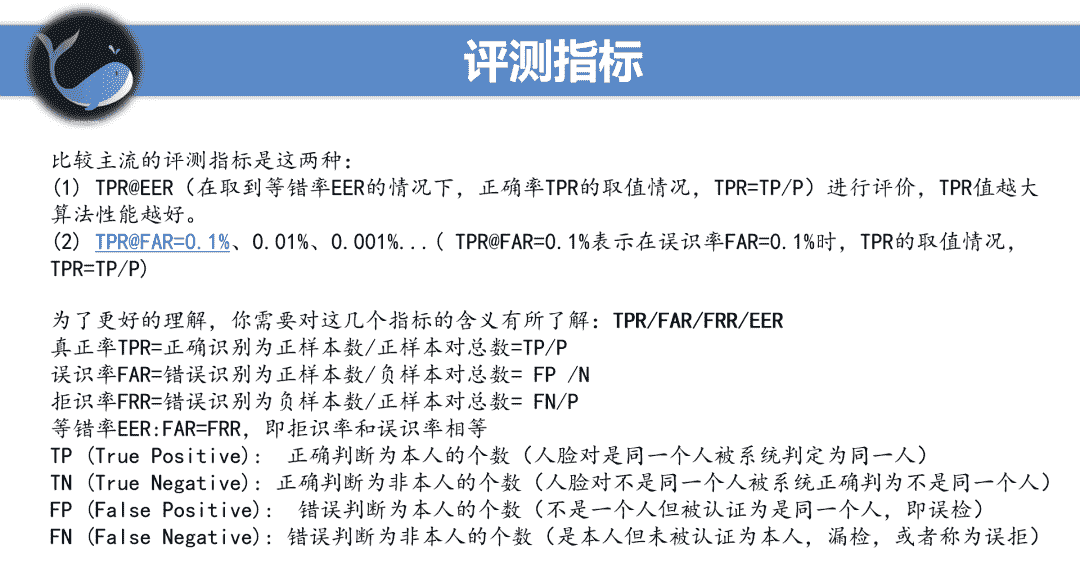 评测指标
比较主流的评测指标是这两种：
(1) TPR@EER（在取到等错率EER的情况下，正确率TPR的取值情况，TPR=TP/P）进行评价，TPR值越大
算法性能越好。
(2) TPR@FAR=0.1%、0.01%、0.001%...( TPR@FAR=0.1%表示在误识率FAR=0.1%时，TPR的取值情况，
TPR=TP/P)
为了更好的理解，你需要对这几个指标的含义有所了解：TPR/FAR/FRR/EER
真正率TPR=正确识别为正样本数/正样本对总数=TP/P
误识率FAR=错误识别为正样本数/负样本对总数= FP /N
拒识率FRR=错误识别为负样本数/正样本对总数= FN/P
等错率EER:FAR=FRR，即拒识率和误识率相等
TP (True Positive)： 正确判断为本人的个数（人脸对是同一个人被系统判定为同一人）
TN (True Negative)：正确判断为非本人的个数（人脸对不是同一个人被系统正确判为不是同一个人）
FP (False Positive)： 错误判断为本人的个数（不是一个人但被认证为是同一个人，即误检）
FN (False Negative)：错误判断为非本人的个数（是本人但未被认证为本人，漏检，或者称为误拒）